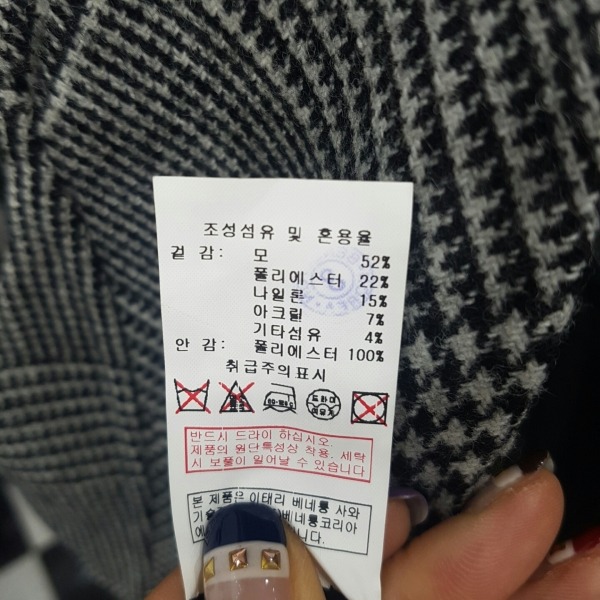 조성섬유 및 혼용율
겉 감: 모 52%
폴리에스터 22%
나일론 15%
아크릴 7%
기타섬유 4%
안 감: 폴리에스터 100%
취급주의표시
드라이
반드시 드라이 하십시오.
제품의 원단특성상 착용. 세탁
시 보풀이 일어날 수 있습니다
본 제품은 이태리 베네통 사와
베네통코리아